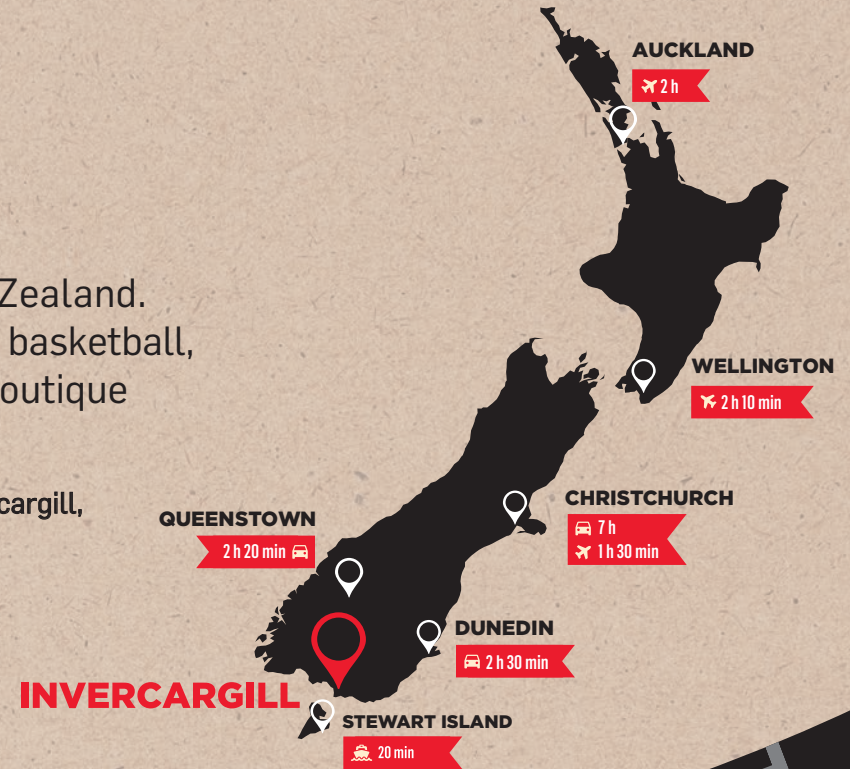 AUCKLAND
2 h
Zealand.
basketball,
outique
WELLINGTON
2 h 10 min
cargill,
QUEENSTOWN
2 h 20 min
CHRISTCHURCH
7 h
1 h 30 min
DUNEDIN
2 h 30 min
INVERCARGILL
STEWART ISLAND
20 min